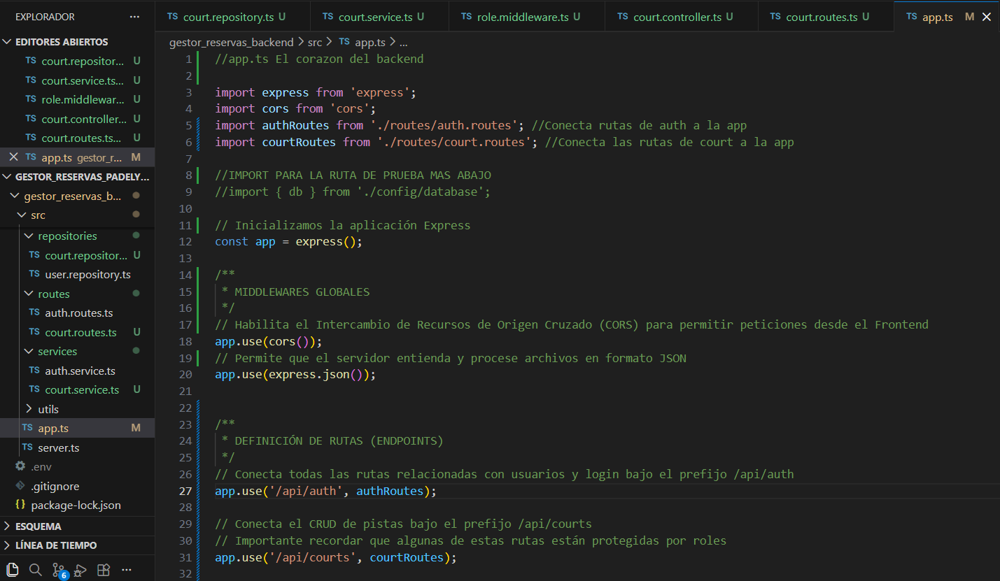 EXPLORADOR ...
TS court.repository.ts U
TS court.service.ts U
TS role.middleware.ts U
TS court.controller.ts U
TS court.routes.ts U
TS app.ts M
EDITORES ABIERTOS
TS court.repositor... U
TS court.service.ts... U
TS role.middlewar... U
TS court.controller... U
TS court.routes.ts... U
TS app.ts gestor_r... M
GESTOR_RESERVAS_PADELY...
gestor_reservas_b...
src
repositories
TS court.repositor... U
TS user.repository.ts
routes
TS auth.routes.ts
TS court.routes.ts U
services
TS auth.service.ts
TS court.service.ts U
utils
TS app.ts M
TS server.ts
.env
.gitignore
{} package-lock.json
ESQUEMA
LÍNEA DE TIEMPO
6
...
gestor_reservas_backend > src > TS app.ts > ...
1 //app.ts El corazon del backend
2
3 import express from 'express';
4 import cors from 'cors';
5 import authRoutes from './routes/auth.routes'; //Conecta rutas de auth a la app
6 import courtRoutes from './routes/court.routes'; //Conecta las rutas de court a la app
7
8 //IMPORT PARA LA RUTA DE PRUEBA MAS ABAJO
9 //import { db } from './config/database';
10
11 // Inicializamos la aplicación Express
12 const app = express();
13
14 /**
15 * MIDDLEWARES GLOBALES
16 */
17 // Habilita el Intercambio de Recursos de Origen Cruzado (CORS) para permitir peticiones desde el Frontend
18 app.use(cors());
19 // Permite que el servidor entienda y procese archivos en formato JSON
20 app.use(express.json());
21
22
23 /**
24 * DEFINICIÓN DE RUTAS (ENDPOINTS)
25 */
26 // Conecta todas las rutas relacionadas con usuarios y login bajo el prefijo /api/auth
27 app.use('/api/auth', authRoutes);
28
29 // Conecta el CRUD de pistas bajo el prefijo /api/courts
30 // Importante recordar que algunas de estas rutas están protegidas por roles
31 app.use('/api/courts', courtRoutes);
32